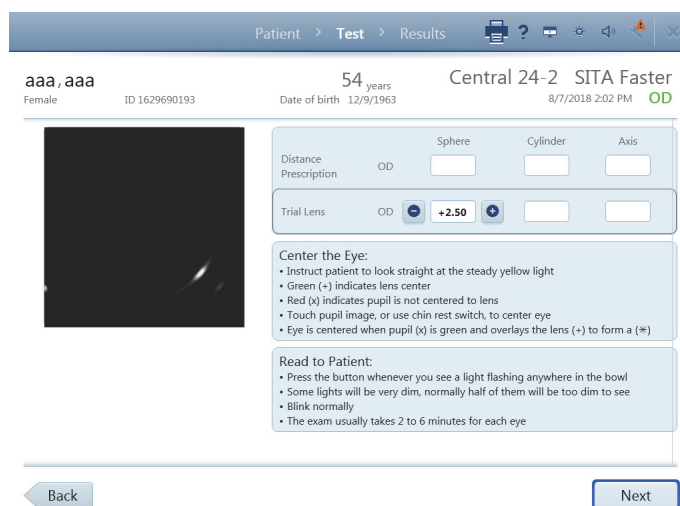 Patient > Test > Results ?
aaa, aaa
Female ID 1629690193
54 years
Date of birth 12/9/1963
Central 24-2 SITA Faster
8/7/2018 2:02 PM OD
Sphere Cylinder Axis
Distance
Prescription
OD
Trial Lens OD +2.50
Center the Eye:
• Instruct patient to look straight at the steady yellow light
• Green (+) indicates lens center
• Red (x) indicates pupil is not centered to lens
• Touch pupil image, or use chin rest switch, to center eye
• Eye is centered when pupil (x) is green and overlays the lens (+) to form a (✳)
Read to Patient:
• Press the button whenever you see a light flashing anywhere in the bowl
• Some lights will be very dim, normally half of them will be too dim to see
• Blink normally
• The exam usually takes 2 to 6 minutes for each eye
Back
Next